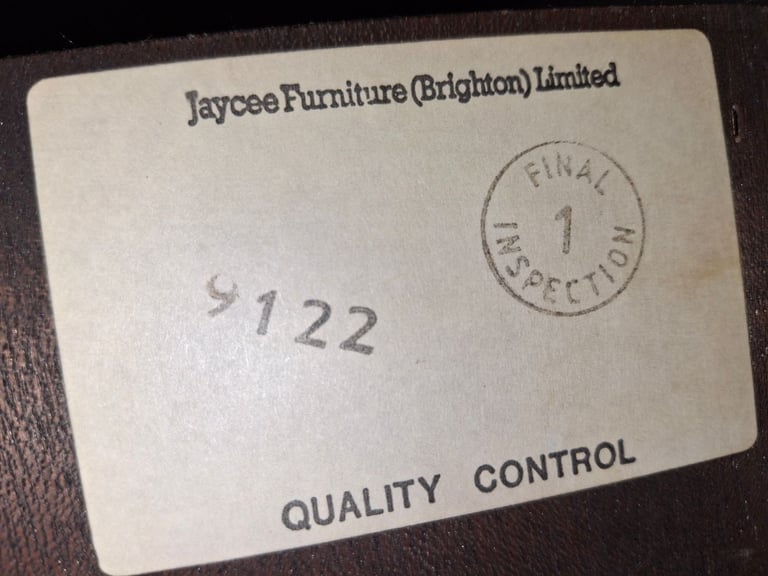 Jaycee Furniture (Brighton) Limited
FINAL
1
INSPECTION
9122
QUALITY CONTROL